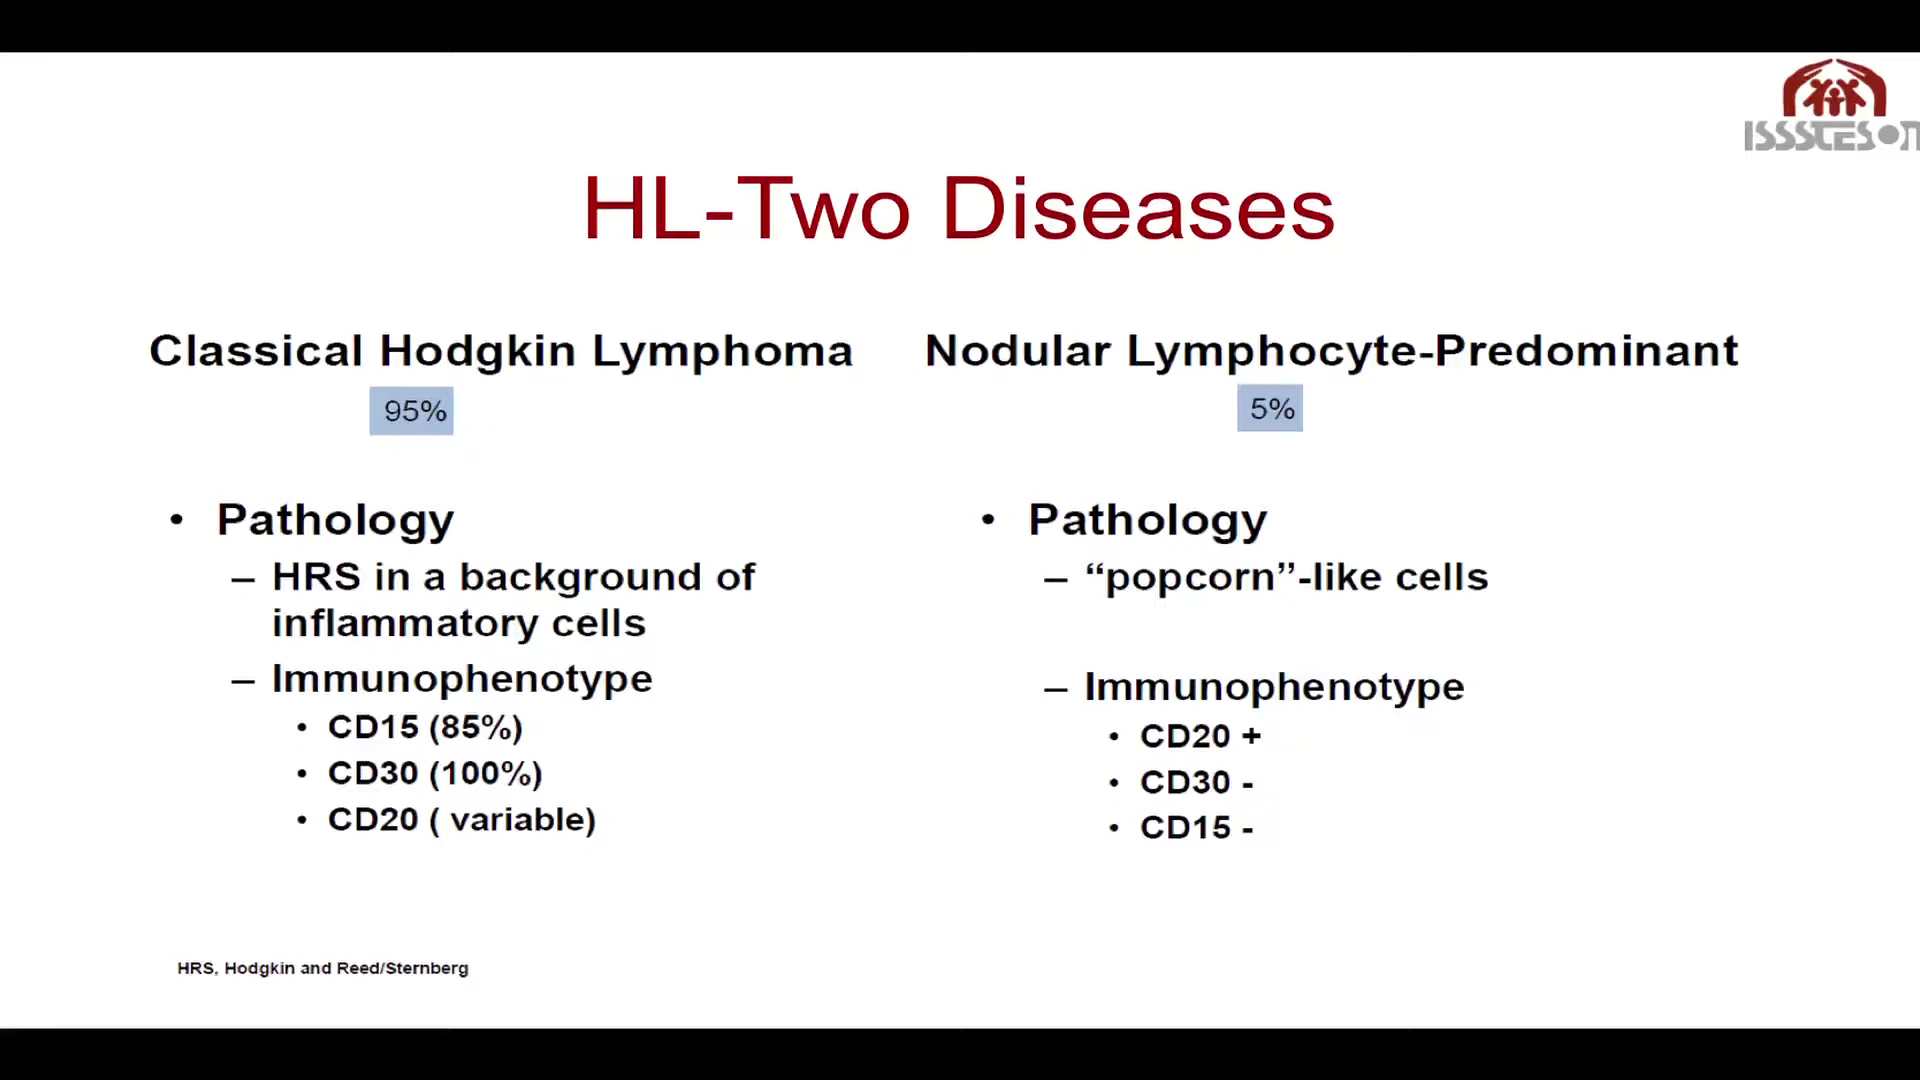 ISSSTESON
HL-Two Diseases
Classical Hodgkin Lymphoma
95%
• Pathology
– HRS in a background of
inflammatory cells
– Immunophenotype
• CD15 (85%)
• CD30 (100%)
• CD20 ( variable)
Nodular Lymphocyte-Predominant
5%
• Pathology
– “popcorn”-like cells
– Immunophenotype
• CD20 +
• CD30 -
• CD15 -
HRS, Hodgkin and Reed/Sternberg